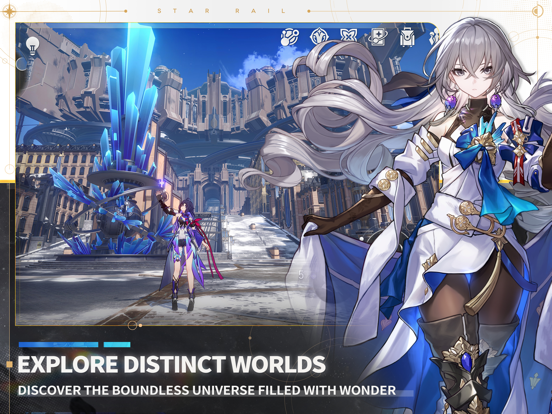 STAR RAIL
EXPLORE DISTINCT WORLDS
DISCOVER THE BOUNDLESS UNIVERSE FILLED WITH WONDER